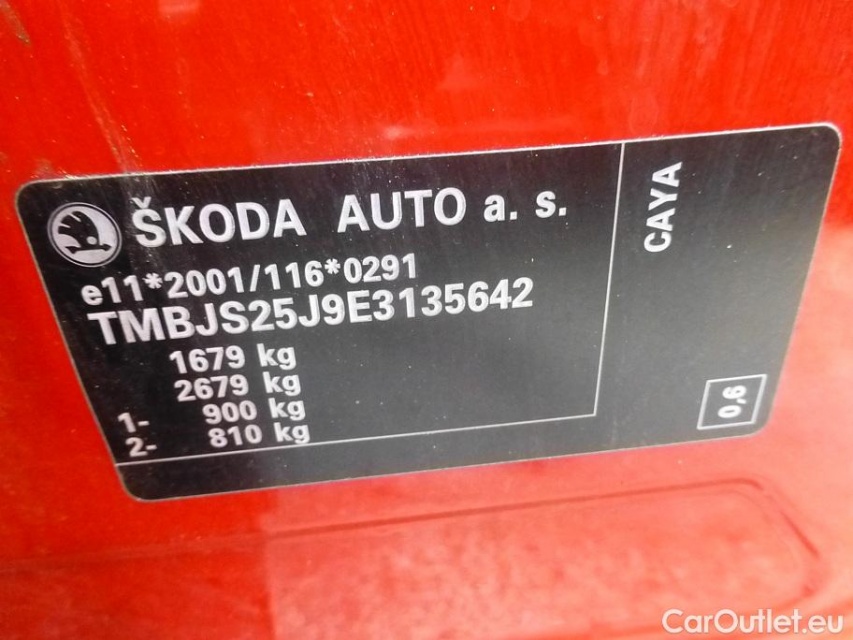 ŠKODA AUTO a. s.
e11*2001/116*0291
TMBJS25J9E3135642
1679 kg
2679 kg
1- 900 kg
2- 810 kg
CAYA
0,6
CarOutlet.eu